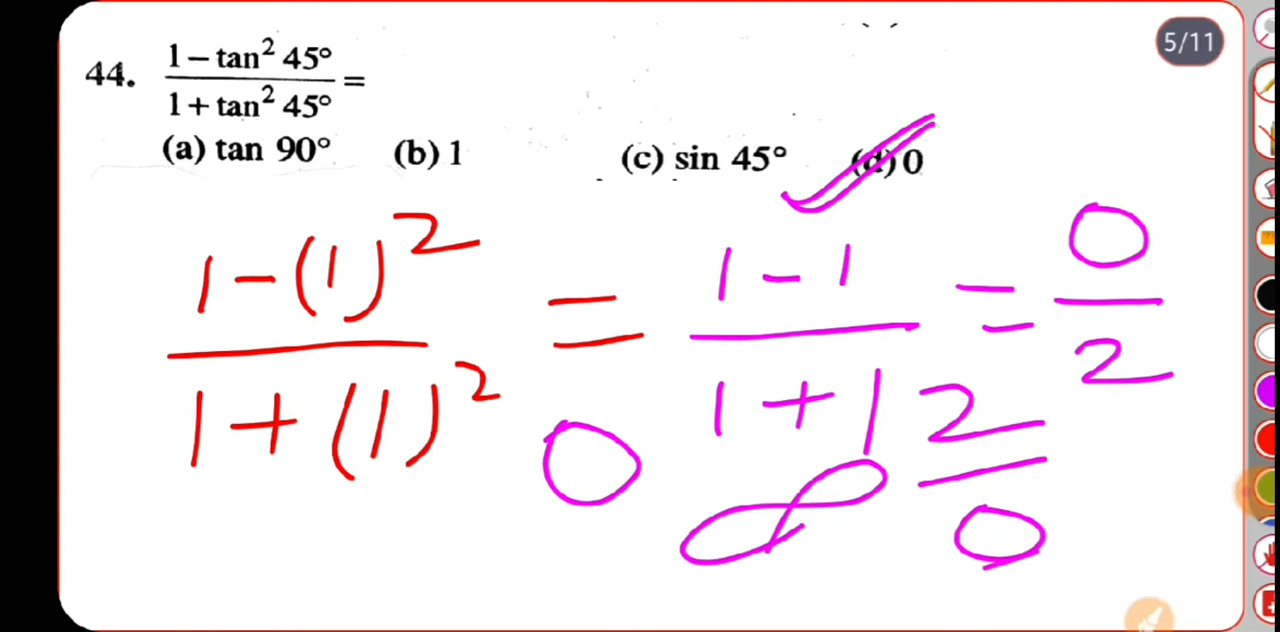 5/11
44. 1 – tan² 45° / 1 + tan² 45° =
(a) tan 90° (b) 1 (c) sin 45° (d) 0
1 - (1)² / 1 + (1)² = 1 - 1 / 1 + 1 = 0 / 2
0 ∞ 2 / 0